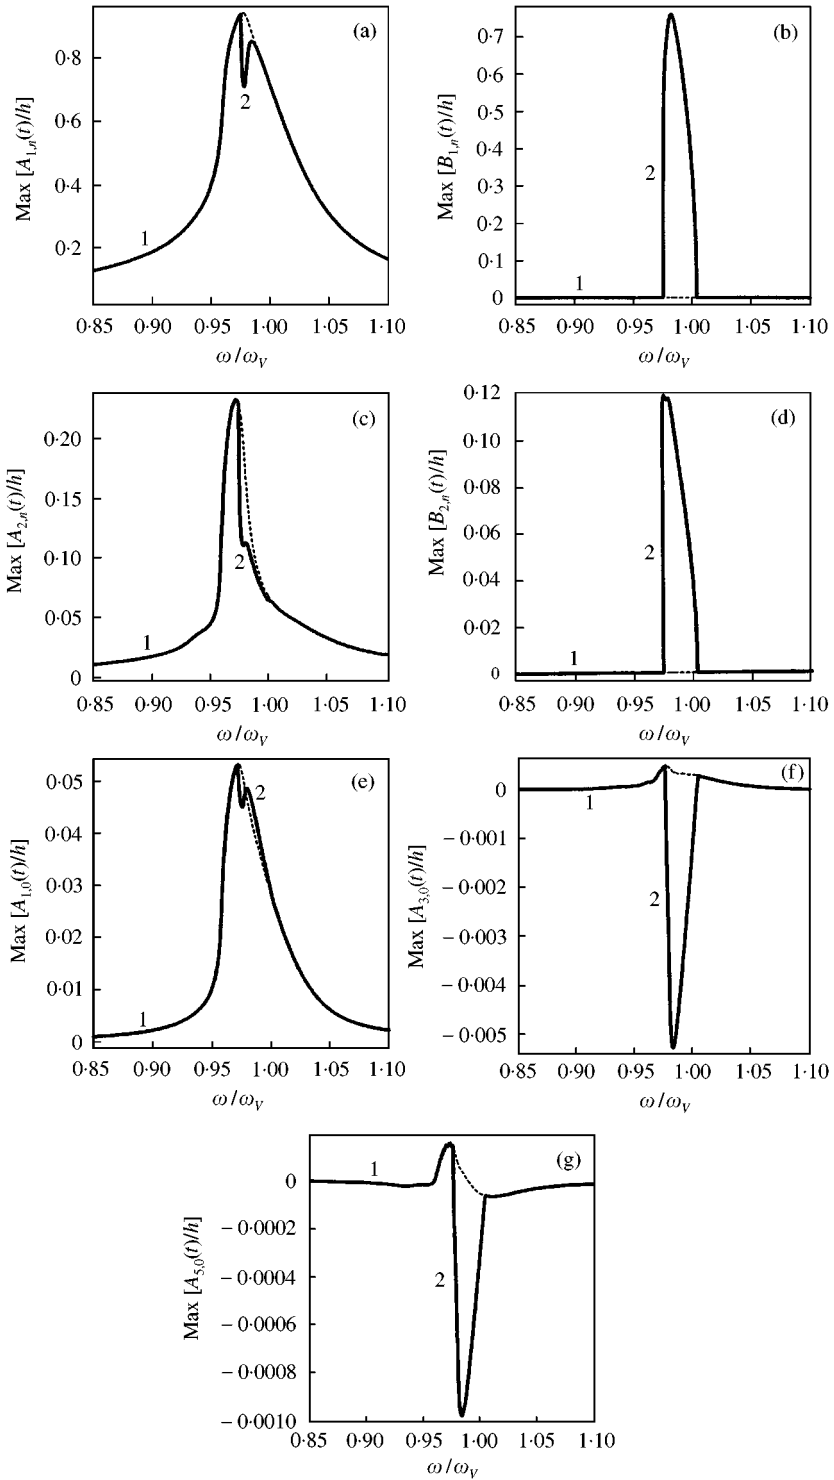 (a)
Max [A1,n(t)/h]
0·8
0·6
0·4
0·2
1
2
0·85 0·90 0·95 1·00 1·05 1·10
ω/ωV
(b)
Max [B1,n(t)/h]
0·7
0·6
0·5
0·4
0·3
0·2
0·1
0
1
2
0·85 0·90 0·95 1·00 1·05 1·10
ω/ωV
(c)
Max [A2,n(t)/h]
0·20
0·15
0·10
0·05
0
1
2
0·85 0·90 0·95 1·00 1·05 1·10
ω/ωV
(d)
Max [B2,n(t)/h]
0·12
0·10
0·06
0·04
0·02
0
1
2
0·85 0·90 0·95 1·00 1·05 1·10
ω/ωV
(e)
Max [A1,0(t)/h]
0·05
0·04
0·03
0·02
0·01
0
1
2
0·85 0·90 0·95 1·00 1·05 1·10
ω/ωV
(f)
Max [A3,0(t)/h]
0
− 0·001
− 0·002
− 0·003
− 0·004
− 0·005
1
2
0·85 0·90 0·95 1·00 1·05 1·10
ω/ωV
(g)
Max [A5,0(t)/h]
0
− 0·0002
− 0·0004
− 0·0006
− 0·0008
− 0·0010
1
2
0·85 0·90 0·95 1·00 1·05 1·10
ω/ωV